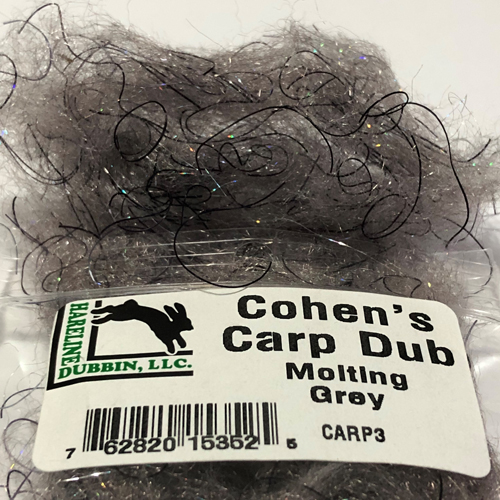 HARELINE
DUBBIN, LLC.
Cohen's
Carp Dub
Molting
Grey
CARP3
7 62820 15352 5